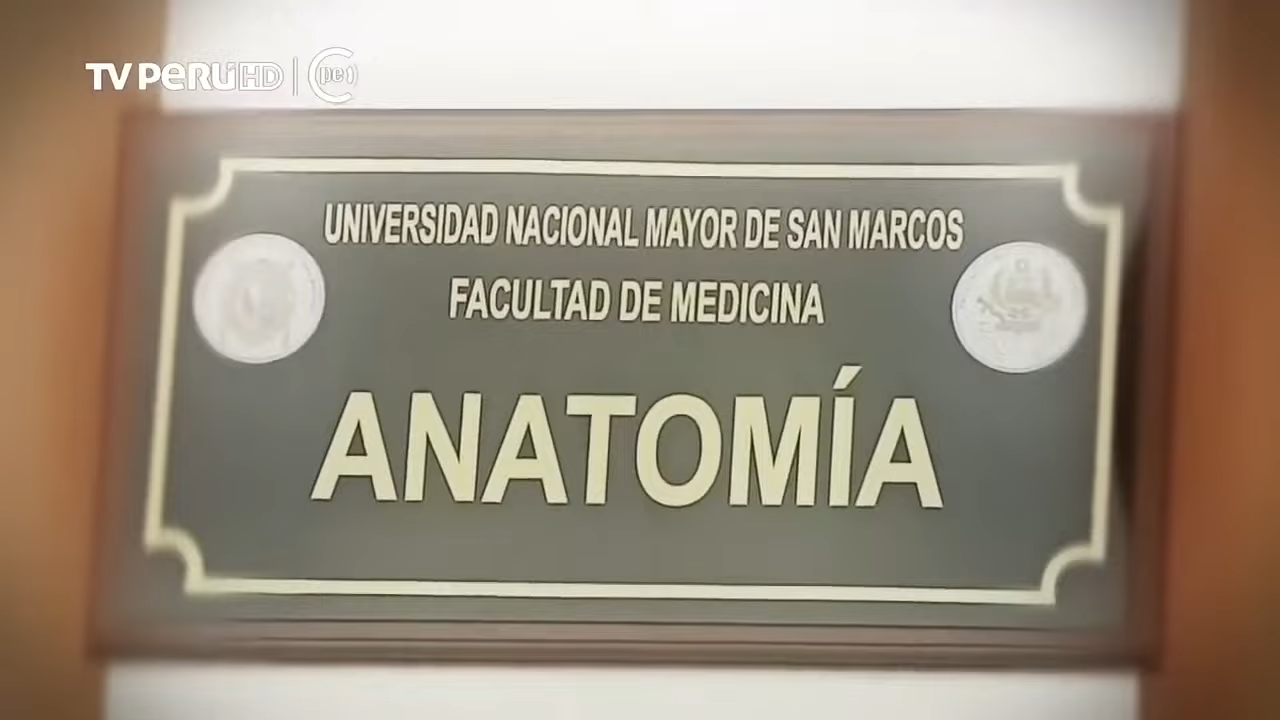 TV PERÚ HD
UNIVERSIDAD NACIONAL MAYOR DE SAN MARCOS
FACULTAD DE MEDICINA
ANATOMÍA